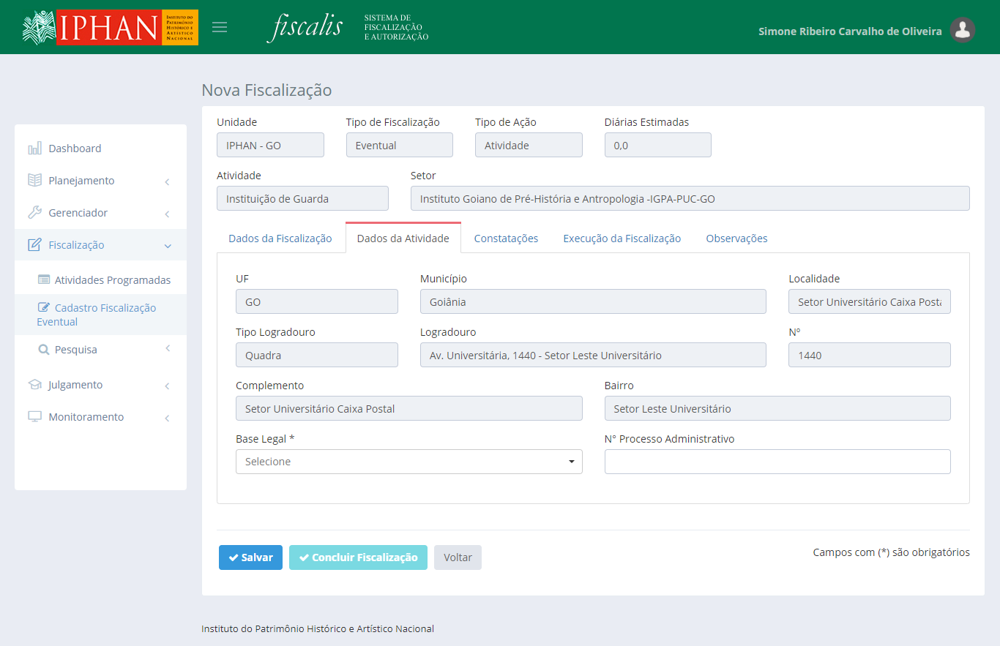 IPHAN
INSTITUTO DO
PATRIMÔNIO
HISTÓRICO E
ARTÍSTICO
NACIONAL
fiscalis
SISTEMA DE
FISCALIZAÇÃO
E AUTORIZAÇÃO
Simone Ribeiro Carvalho de Oliveira
Dashboard
Planejamento
Gerenciador
Fiscalização
Atividades Programadas
Cadastro Fiscalização
Eventual
Pesquisa
Julgamento
Monitoramento
Nova Fiscalização
Unidade Tipo de Fiscalização Tipo de Ação Diárias Estimadas
IPHAN - GO Eventual Atividade 0,0
Atividade Setor
Instituição de Guarda Instituto Goiano de Pré-História e Antropologia -IGPA-PUC-GO
Dados da Fiscalização Dados da Atividade Constatações Execução da Fiscalização Observações
UF Município Localidade
GO Goiânia Setor Universitário Caixa Posta
Tipo Logradouro Logradouro Nº
Quadra Av. Universitária, 1440 - Setor Leste Universitário 1440
Complemento Bairro
Setor Universitário Caixa Postal Setor Leste Universitário
Base Legal * N° Processo Administrativo
Selecione
Salvar Concluir Fiscalização Voltar Campos com (*) são obrigatórios
Instituto do Patrimônio Histórico e Artístico Nacional